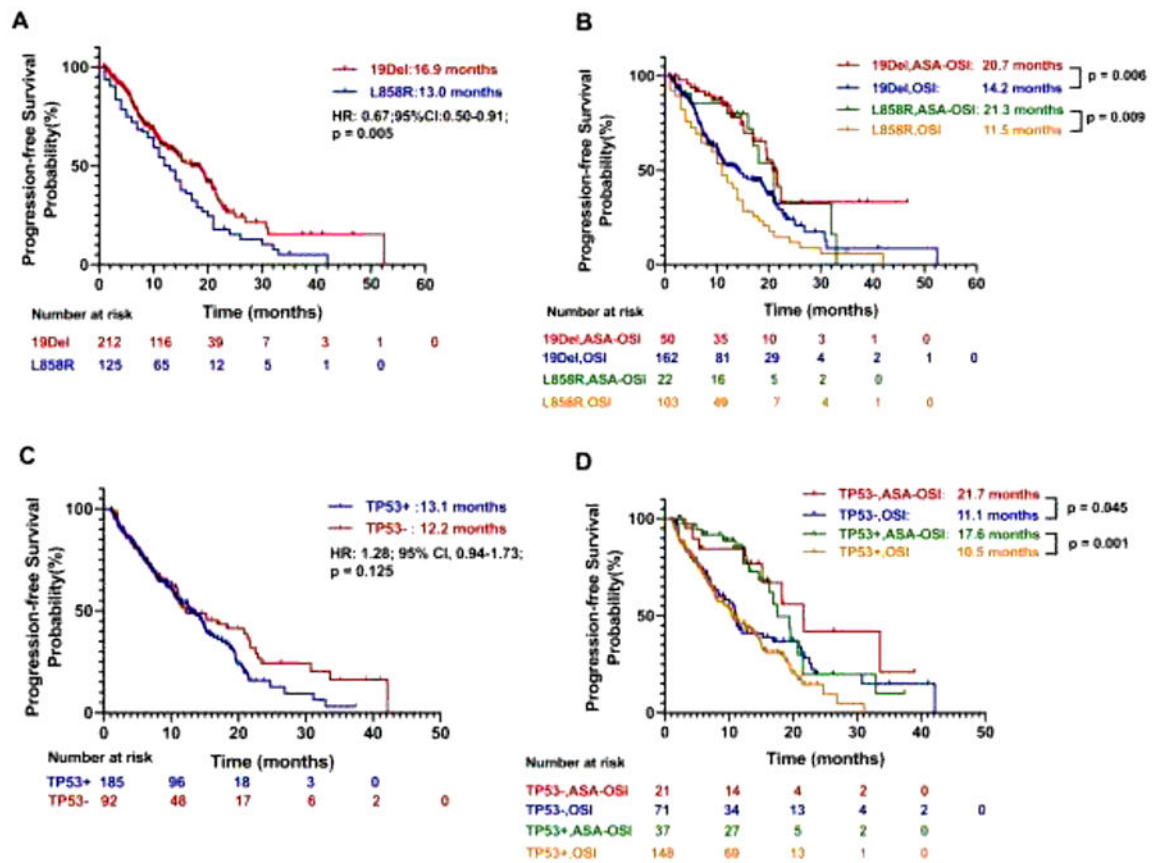 A
Progression-free Survival
Probability(%)
100
50
0
0 10 20 30 40 50 60
Time (months)
19Del:16.9 months
L858R:13.0 months
HR: 0.67;95%CI:0.50-0.91;
p = 0.005
Number at risk
19Del 212 116 39 7 3 1 0
L858R 125 65 12 5 1 0
B
Progression-free Survival
Probability(%)
100
50
0
0 10 20 30 40 50 60
Time (months)
19Del,ASA-OSI: 20.7 months
19Del,OSI: 14.2 months
p = 0.006
L858R,ASA-OSI: 21.3 months
L858R,OSI 11.5 months
p = 0.009
Number at risk
19Del,ASA-OSI 50 35 10 3 1 0
19Del,OSI 162 81 29 4 2 1 0
L858R,ASA-OSI 22 16 5 2 0
L858R,OSI 103 49 7 4 1 0
C
Progression-free Survival
Probability(%)
100
50
0
0 10 20 30 40 50
Time (months)
TP53+ :13.1 months
TP53- : 12.2 months
HR: 1.28; 95% CI, 0.94-1.73;
p = 0.125
Number at risk
TP53+ 185 96 18 3 0
TP53- 92 48 17 6 2 0
D
Progression-free Survival
Probability(%)
100
50
0
0 10 20 30 40 50
Time (months)
TP53-,ASA-OSI: 21.7 months
TP53-,OSI: 11.1 months
p = 0.045
TP53+,ASA-OSI: 17.6 months
TP53+,OSI 10.5 months
p = 0.001
Number at risk
TP53-,ASA-OSI 21 14 4 2 0
TP53-,OSI 71 34 13 4 2 0
TP53+,ASA-OSI 37 27 5 2 0
TP53+,OSI 148 69 13 1 0